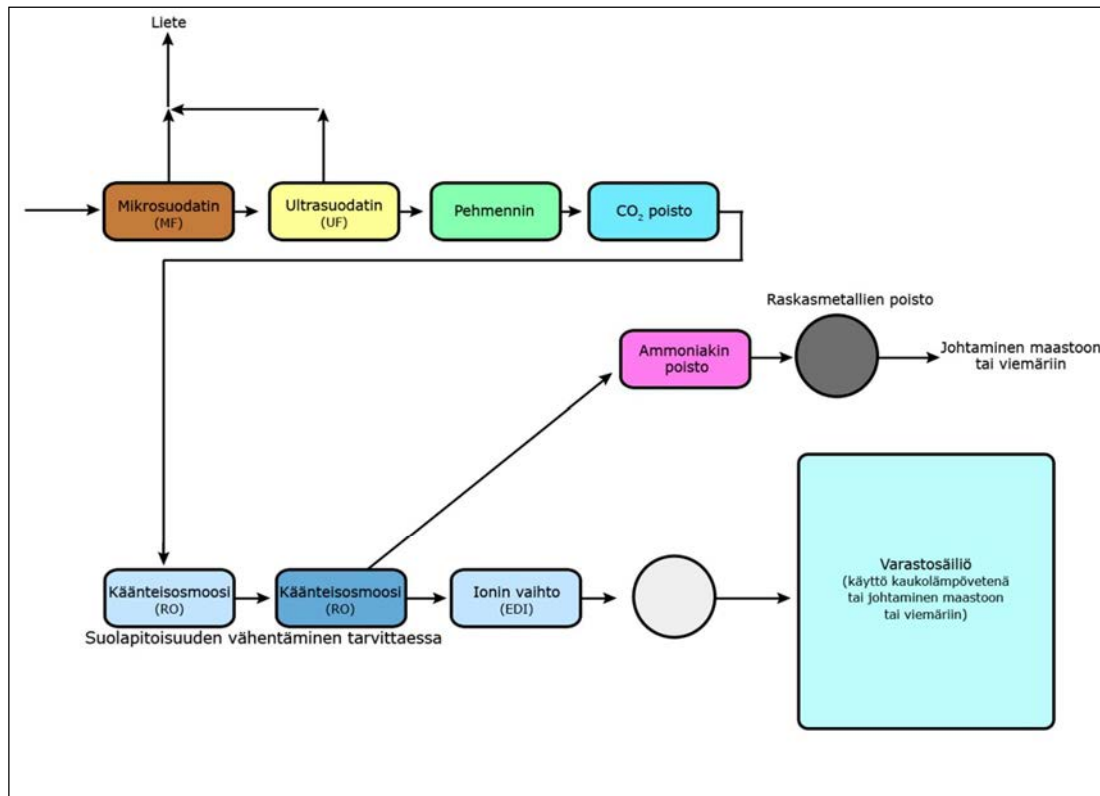 Liete
Mikrosuodatin
(MF)
Ultrasuodatin
(UF)
Pehmennin
CO₂ poisto
Raskasmetallien poisto
Ammoniakin
poisto
Johtaminen maastoon
tai viemäriin
Käänteisosmoosi
(RO)
Käänteisosmoosi
(RO)
Ionin vaihto
(EDI)
Suolapitoisuuden vähentäminen tarvittaessa
Varastosäiliö
(käyttö kaukolämpövetenä
tai johtaminen maastoon
tai viemäriin)